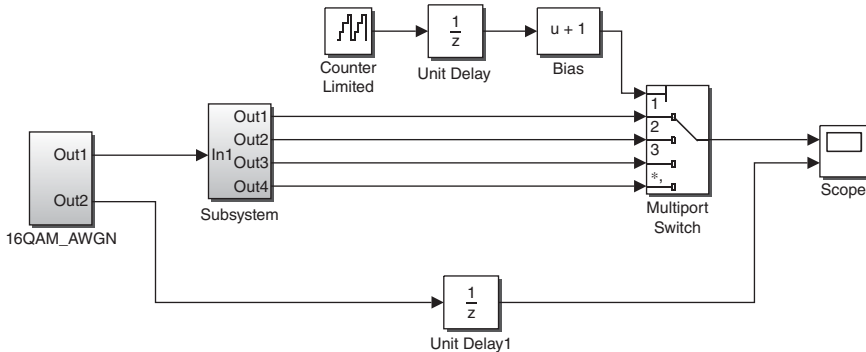 1
z
u + 1
Counter
Limited
Unit Delay
Bias
Out1
Out2
In1
Out1
Out2
Out3
Out4
1
2
3
*,
16QAM_AWGN
Subsystem
Multiport
Switch
Scope
1
z
Unit Delay1